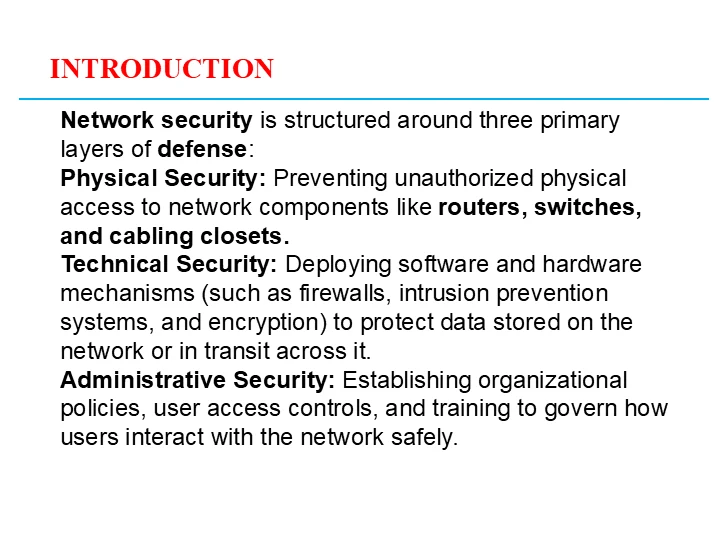 INTRODUCTION
Network security is structured around three primary
layers of defense:
Physical Security: Preventing unauthorized physical
access to network components like routers, switches,
and cabling closets.
Technical Security: Deploying software and hardware
mechanisms (such as firewalls, intrusion prevention
systems, and encryption) to protect data stored on the
network or in transit across it.
Administrative Security: Establishing organizational
policies, user access controls, and training to govern how
users interact with the network safely.